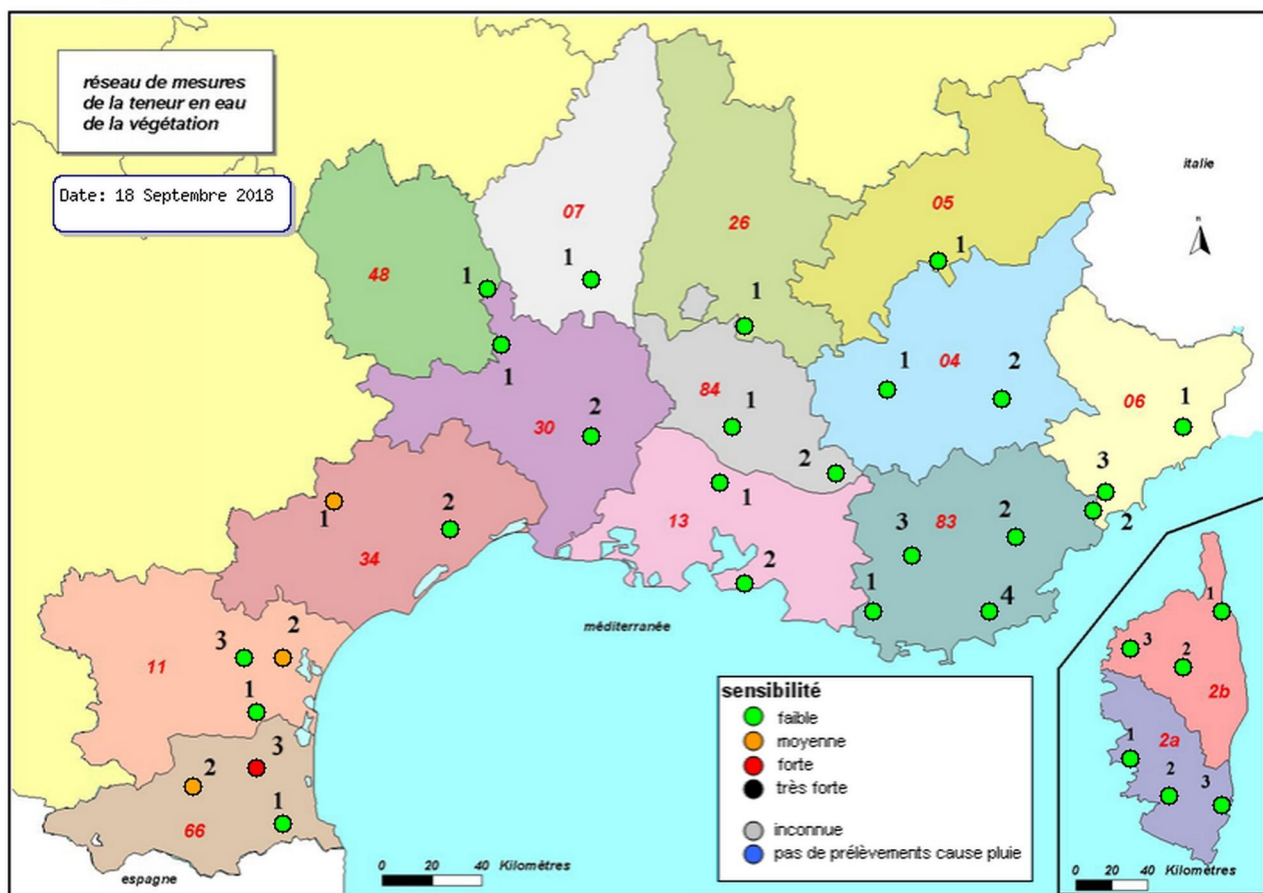 réseau de mesures
de la teneur en eau
de la végétation
Date: 18 Septembre 2018
italie
n
07
26
05
1
1
48
1
1
1
04
1
2
06
1
84
1
30
2
2
3
2
1
13
1
2
34
2
3
83
2
1
4
méditerranée
11
3
2
1
2
3
1
66
espagne
0 20 40 Kilomètres
sensibilité
faible
moyenne
forte
très forte
inconnue
pas de prélèvements cause pluie
1
3
2
2b
1
2a
2
3
Kilomètres
0 20 40